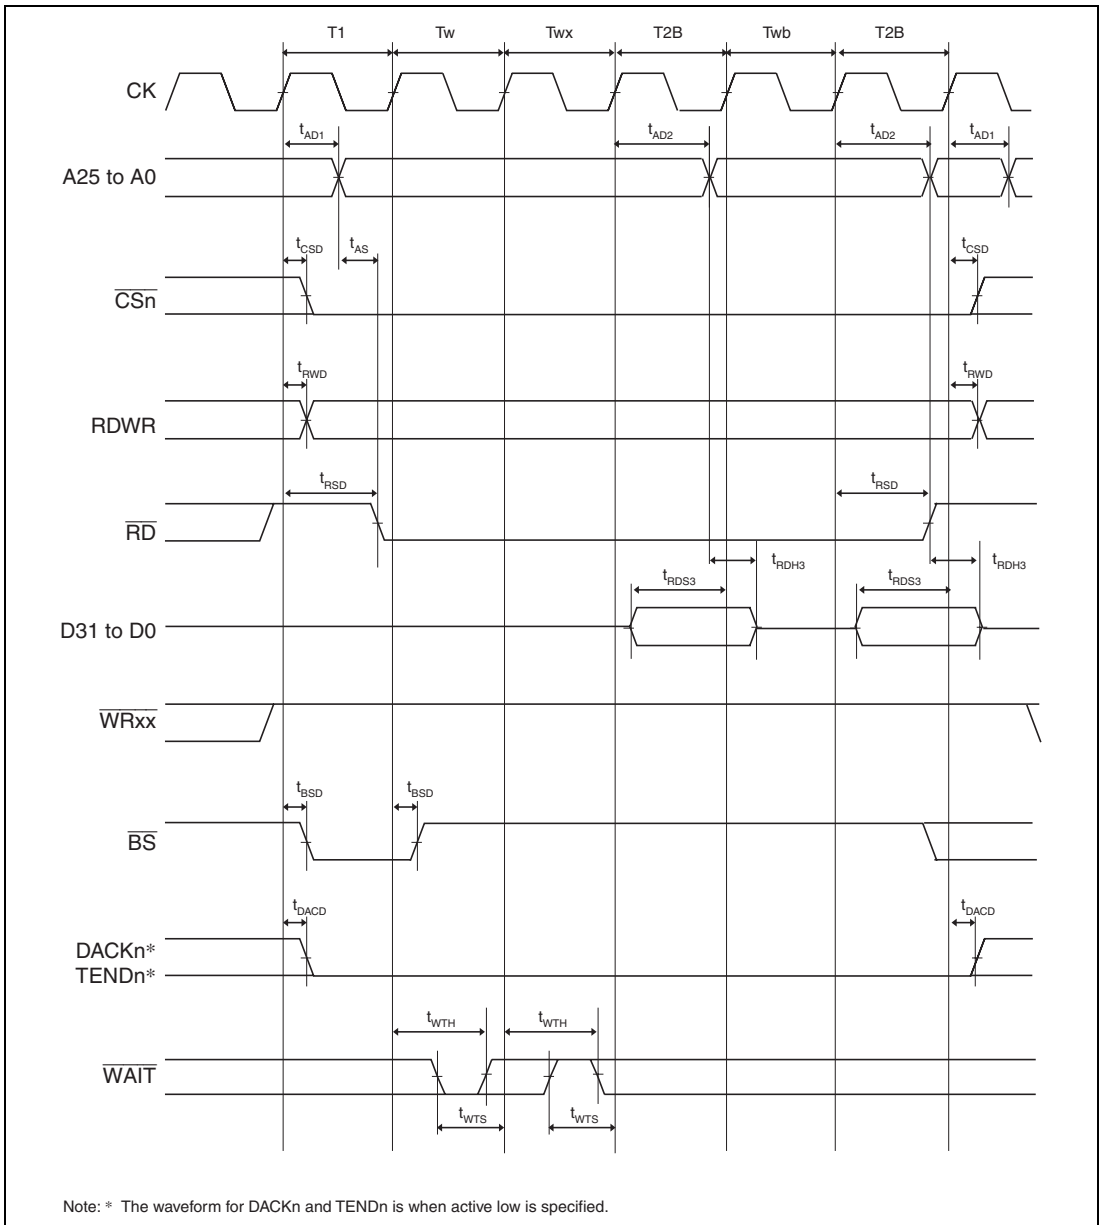 T1 Tw Twx T2B Twb T2B
CK
tAD1 tAD2 tAD2 tAD1
A25 to A0
tCSD tAS tCSD
CSn
tRWD tRWD
RDWR
tRSD tRSD
RD
tRDH3 tRDH3
tRDS3 tRDS3
D31 to D0
WRxx
tBSD tBSD
BS
tDACD tDACD
DACKn*
TENDn*
tWTH tWTH
WAIT
tWTS tWTS
Note: * The waveform for DACKn and TENDn is when active low is specified.